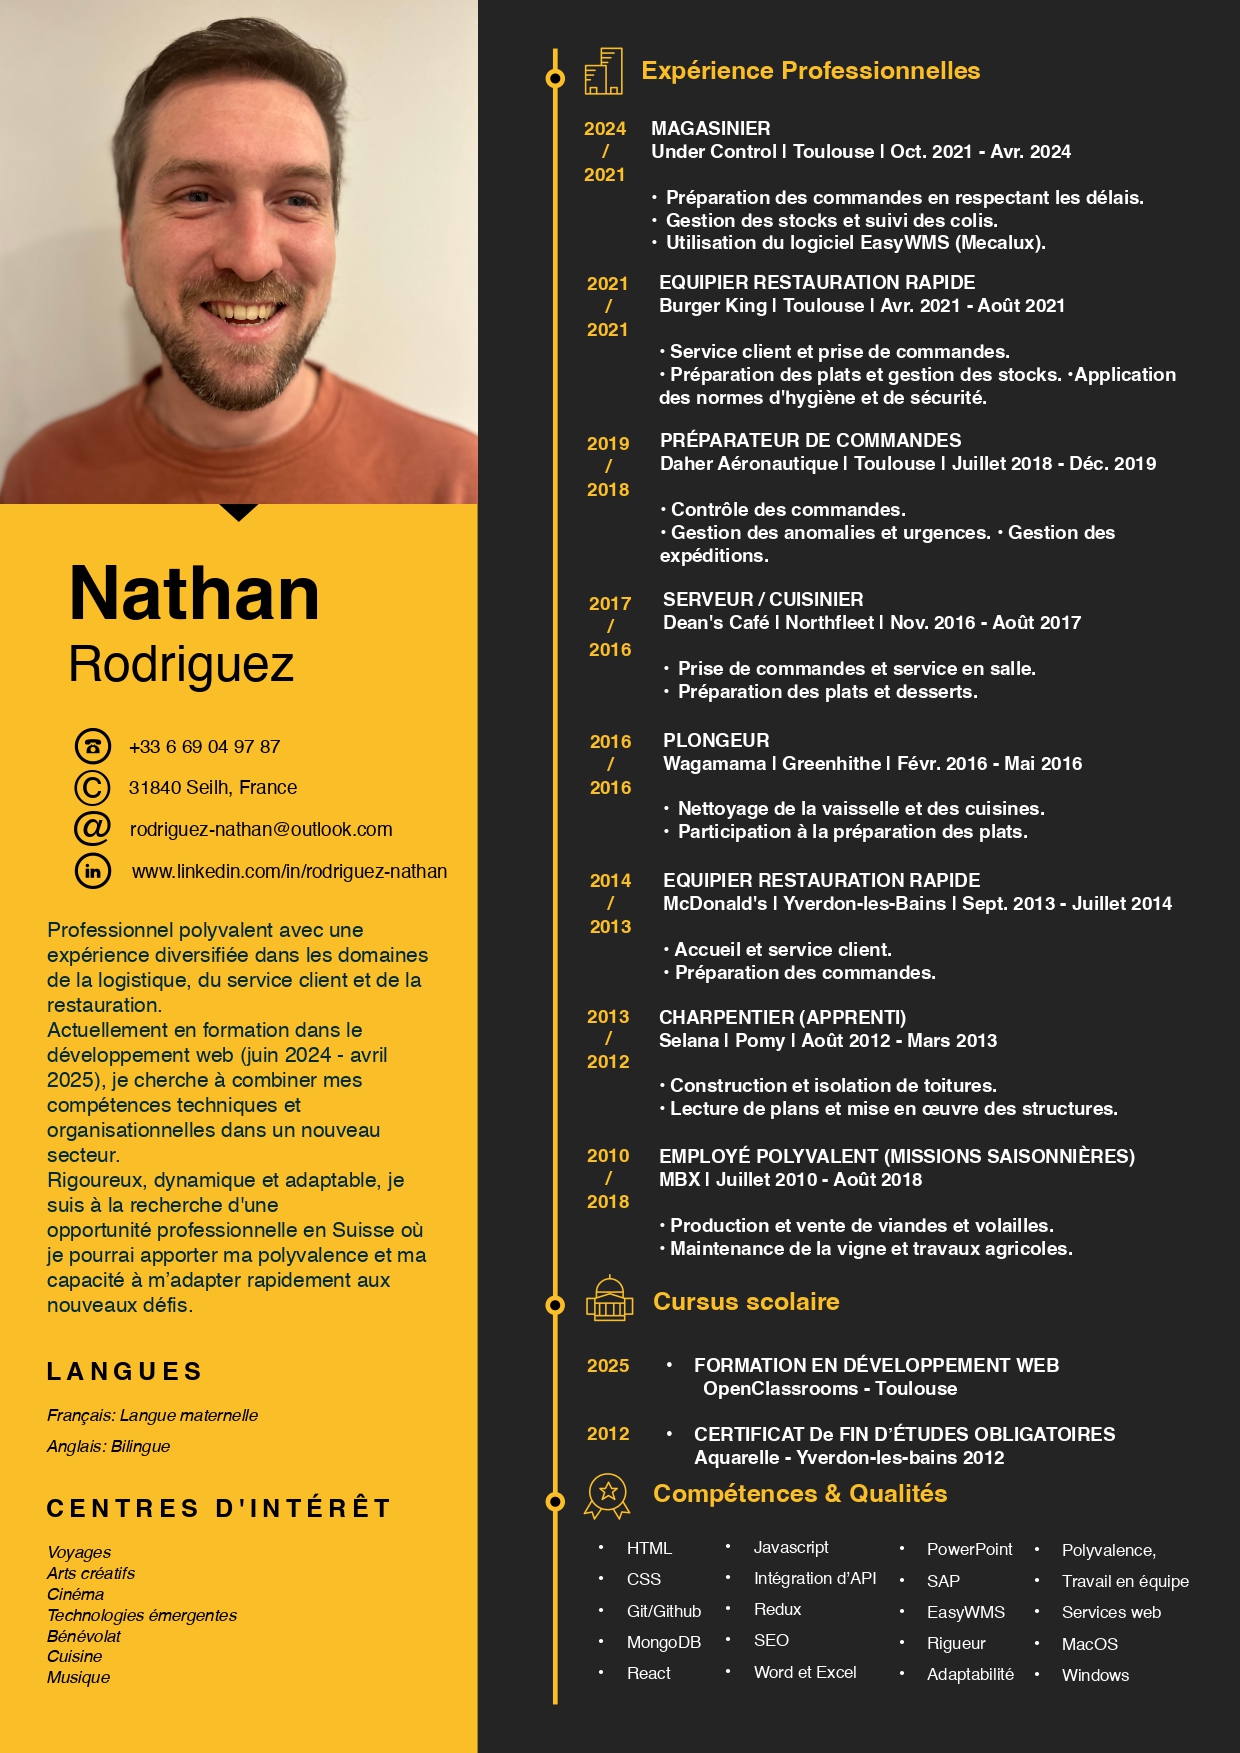 Nathan
Rodriguez
+33 6 69 04 97 87
31840 Seilh, France
rodriguez-nathan@outlook.com
www.linkedin.com/in/rodriguez-nathan
Professionnel polyvalent avec une
expérience diversifiée dans les domaines
de la logistique, du service client et de la
restauration.
Actuellement en formation dans le
développement web (juin 2024 - avril
2025), je cherche à combiner mes
compétences techniques et
organisationnelles dans un nouveau
secteur.
Rigoureux, dynamique et adaptable, je
suis à la recherche d'une
opportunité professionnelle en Suisse où
je pourrai apporter ma polyvalence et ma
capacité à m’adapter rapidement aux
nouveaux défis.
LANGUES
Français: Langue maternelle
Anglais: Bilingue
CENTRES D'INTÉRÊT
Voyages
Arts créatifs
Cinéma
Technologies émergentes
Bénévolat
Cuisine
Musique
Expérience Professionnelles
2024
/
2021
MAGASINIER
Under Control | Toulouse | Oct. 2021 - Avr. 2024
• Préparation des commandes en respectant les délais.
• Gestion des stocks et suivi des colis.
• Utilisation du logiciel EasyWMS (Mecalux).
2021
/
2021
EQUIPIER RESTAURATION RAPIDE
Burger King | Toulouse | Avr. 2021 - Août 2021
• Service client et prise de commandes.
• Préparation des plats et gestion des stocks. •Application
des normes d'hygiène et de sécurité.
2019
/
2018
PRÉPARATEUR DE COMMANDES
Daher Aéronautique | Toulouse | Juillet 2018 - Déc. 2019
• Contrôle des commandes.
• Gestion des anomalies et urgences. • Gestion des
expéditions.
2017
/
2016
SERVEUR / CUISINIER
Dean's Café | Northfleet | Nov. 2016 - Août 2017
• Prise de commandes et service en salle.
• Préparation des plats et desserts.
2016
/
2016
PLONGEUR
Wagamama | Greenhithe | Févr. 2016 - Mai 2016
• Nettoyage de la vaisselle et des cuisines.
• Participation à la préparation des plats.
2014
/
2013
EQUIPIER RESTAURATION RAPIDE
McDonald's | Yverdon-les-Bains | Sept. 2013 - Juillet 2014
• Accueil et service client.
• Préparation des commandes.
2013
/
2012
CHARPENTIER (APPRENTI)
Selana | Pomy | Août 2012 - Mars 2013
• Construction et isolation de toitures.
• Lecture de plans et mise en œuvre des structures.
2010
/
2018
EMPLOYÉ POLYVALENT (MISSIONS SAISONNIÈRES)
MBX | Juillet 2010 - Août 2018
• Production et vente de viandes et volailles.
• Maintenance de la vigne et travaux agricoles.
Cursus scolaire
2025
• FORMATION EN DÉVELOPPEMENT WEB
OpenClassrooms - Toulouse
2012
• CERTIFICAT De FIN D’ÉTUDES OBLIGATOIRES
Aquarelle - Yverdon-les-bains 2012
Compétences & Qualités
• HTML
• CSS
• Git/Github
• MongoDB
• React
• Javascript
• Intégration d’API
• Redux
• SEO
• Word et Excel
• PowerPoint
• SAP
• EasyWMS
• Rigueur
• Adaptabilité
• Polyvalence,
• Travail en équipe
• Services web
• MacOS
• Windows